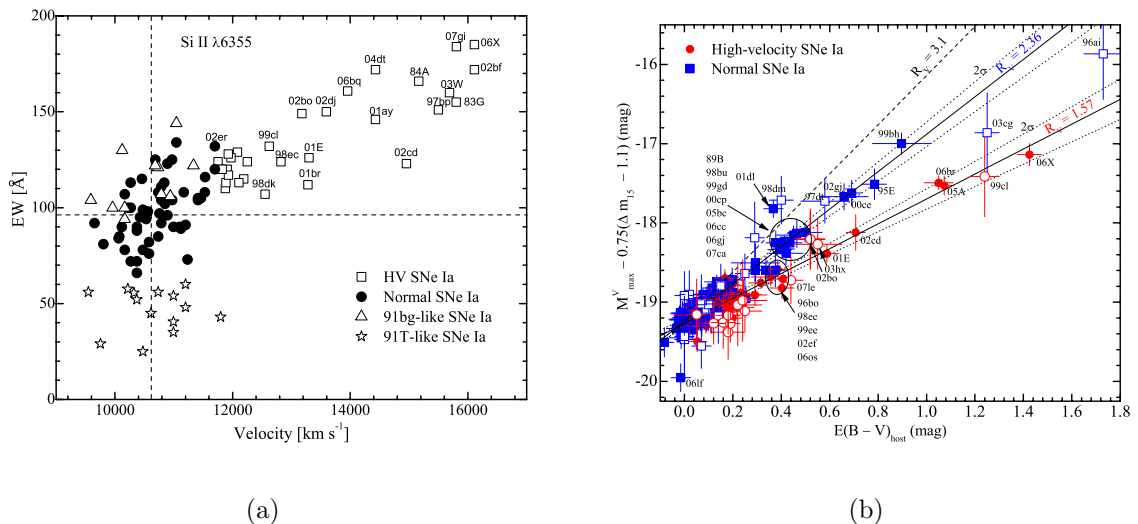 Si II λ6355
EW [Å]
200
150
100
50
0
10000 12000 14000 16000
Velocity [km s⁻¹]
07gi
06X
04dt
84A
02bf
06bq
03W
02bo
02dj
97bp
83G
01ay
02er
99cl
98ec
01E
02cd
01br
98dk
HV SNe Ia
Normal SNe Ia
91bg-like SNe Ia
91T-like SNe Ia
(a)
M^V_max − 0.75(Δ m_15 − 1.1) (mag)
-16
-17
-18
-19
-20
0.0 0.2 0.4 0.6 0.8 1.0 1.2 1.4 1.6 1.8
E(B − V)_host (mag)
High-velocity SNe Ia
Normal SNe Ia
R_V = 3.1
R_V = 2.36
R_V = 1.57
2σ
2σ
96ai
03cg
99bh
06X
89B
98bu
99gd
00cp
05bc
06cc
06gj
07ca
01dl
98dm
02gj
95E
00ce
06br
05A
99cl
02cd
01E
03hx
02bo
07le
96bo
98ec
99ee
02ef
06os
06lf
(b)